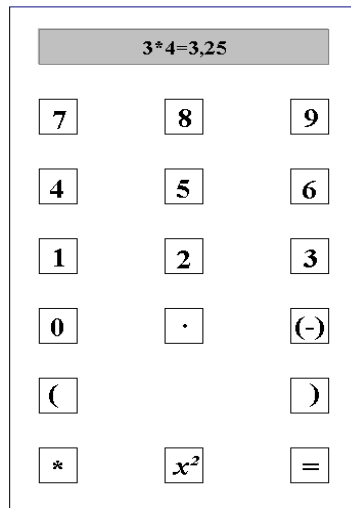 3*4=3,25
7 8 9
4 5 6
1 2 3
0 . (-)
( )
* x² =